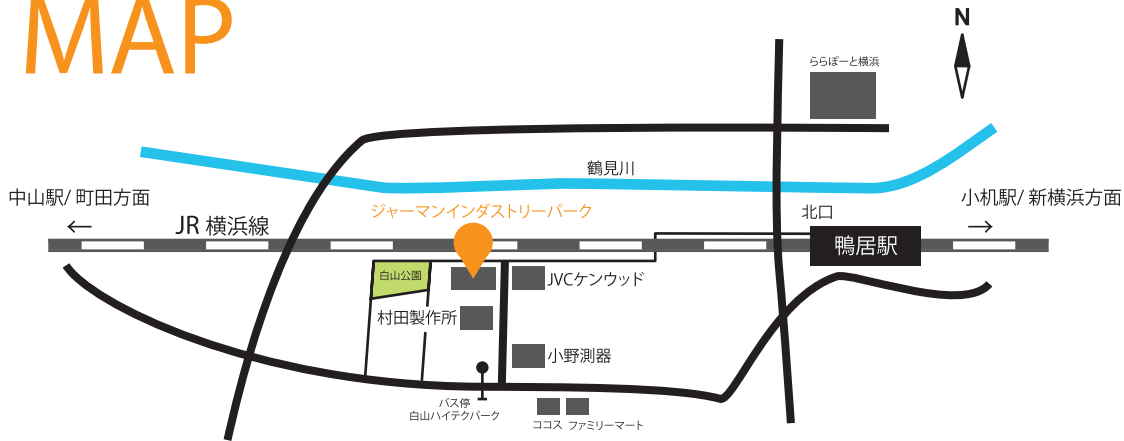 MAP
N
ららぽーと横浜
鶴見川
中山駅/ 町田方面
小机駅/ 新横浜方面
ジャーマンインダストリーパーク
北口
JR 横浜線
鴨居駅
白山公園
JVCケンウッド
村田製作所
小野測器
バス停
白山ハイテクパーク
ココス
ファミリーマート